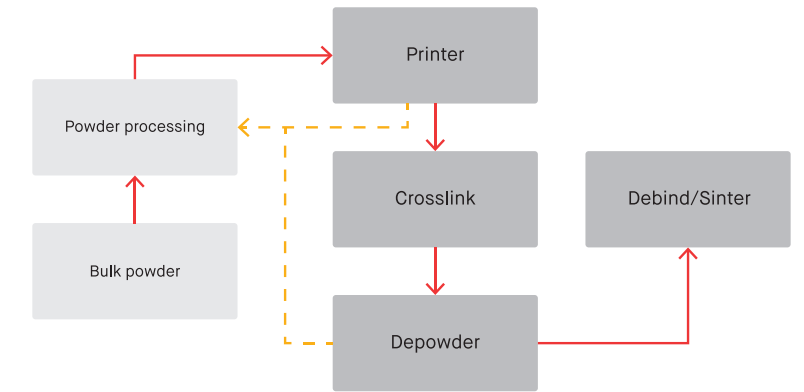 Printer
Powder processing
Crosslink
Debind/Sinter
Bulk powder
Depowder